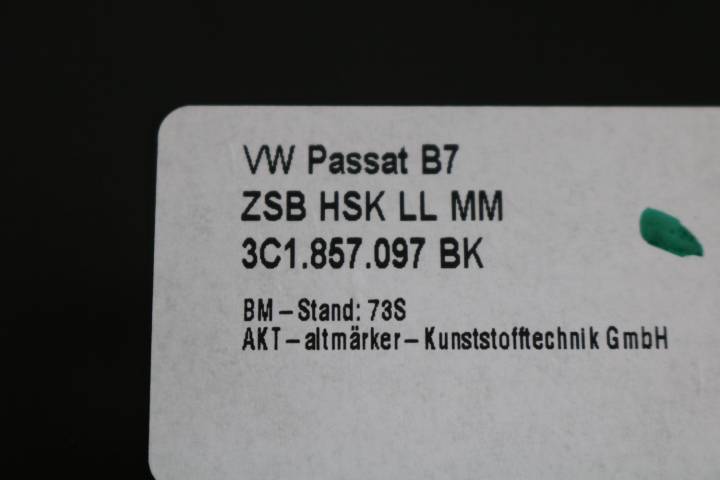 VW Passat B7
ZSB HSK LL MM
3C1.857.097 BK
BM-Stand: 73S
AKT-altmärker-Kunststofftechnik GmbH